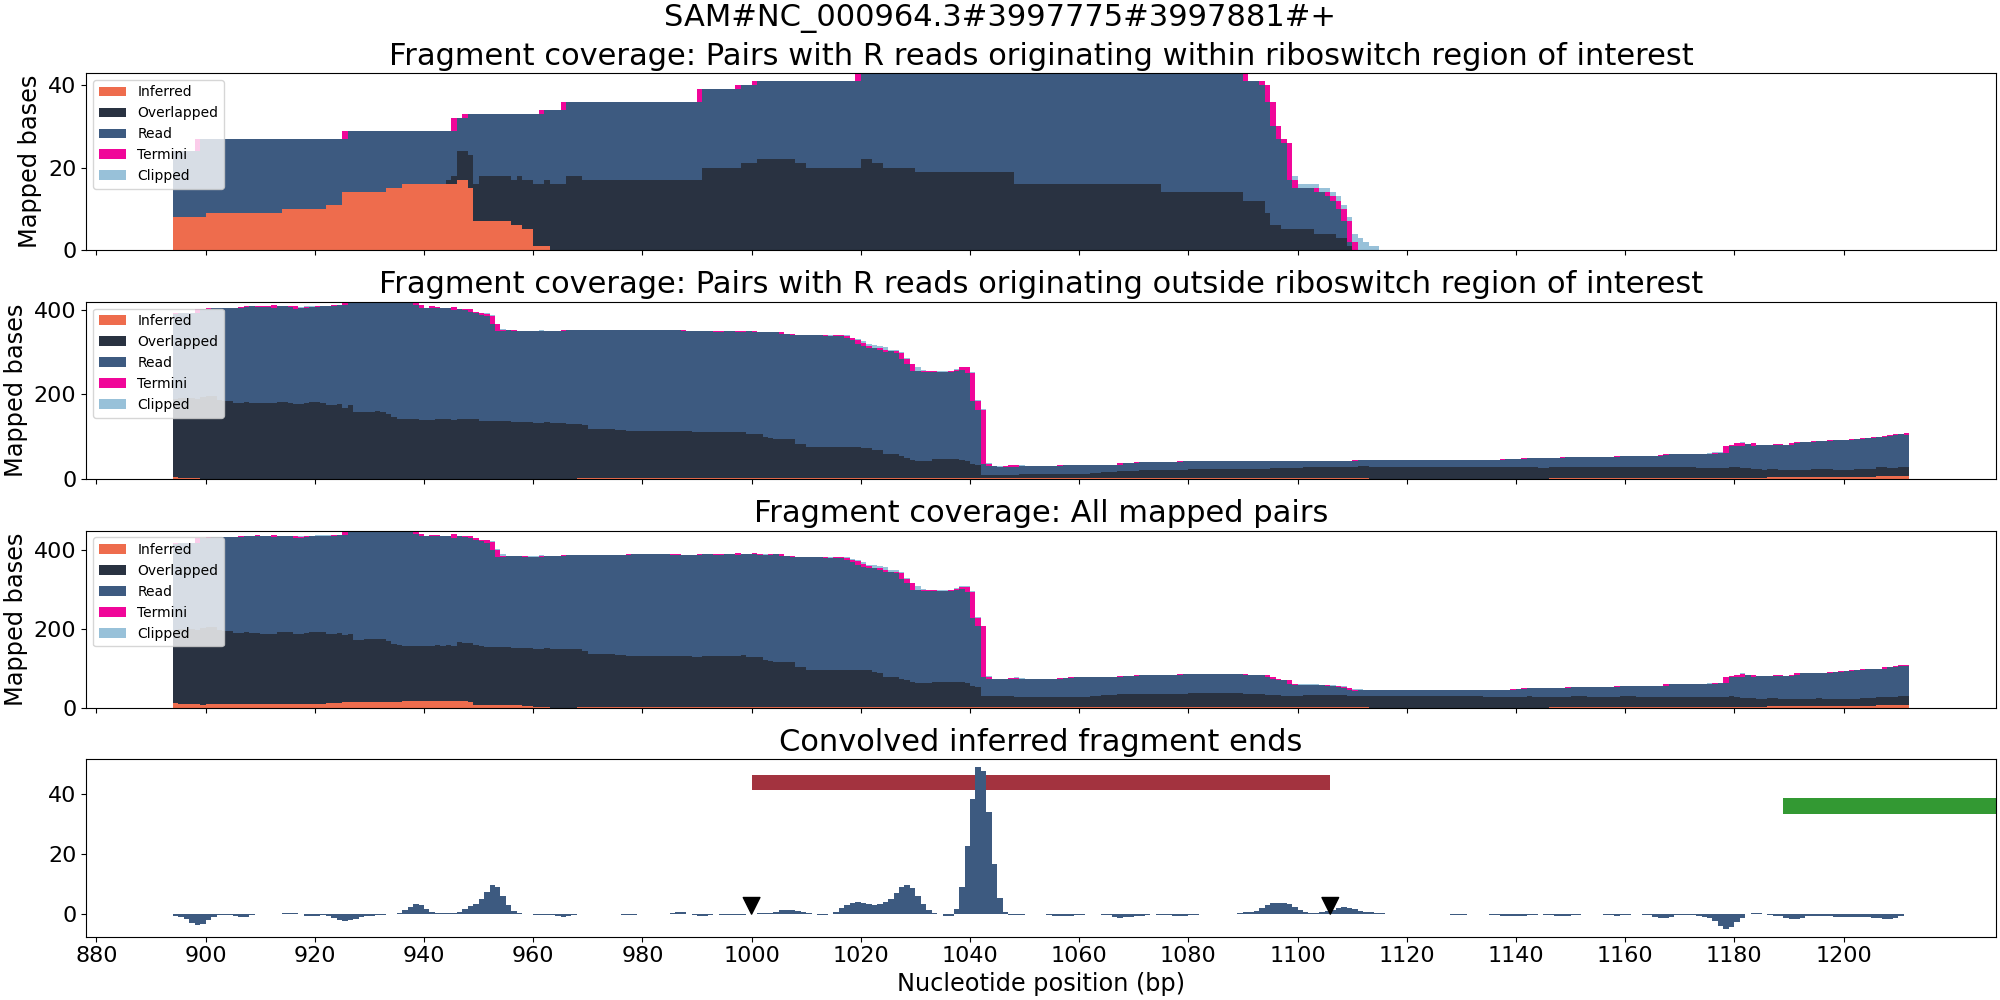 SAM#NC_000964.3#3997775#3997881#+
Fragment coverage: Pairs with R reads originating within riboswitch region of interest
Mapped bases
40
20
0
Inferred
Overlapped
Read
Termini
Clipped
Fragment coverage: Pairs with R reads originating outside riboswitch region of interest
Mapped bases
400
200
0
Inferred
Overlapped
Read
Termini
Clipped
Fragment coverage: All mapped pairs
Mapped bases
400
200
0
Inferred
Overlapped
Read
Termini
Clipped
Convolved inferred fragment ends
40
20
0
880 900 920 940 960 980 1000 1020 1040 1060 1080 1100 1120 1140 1160 1180 1200
Nucleotide position (bp)